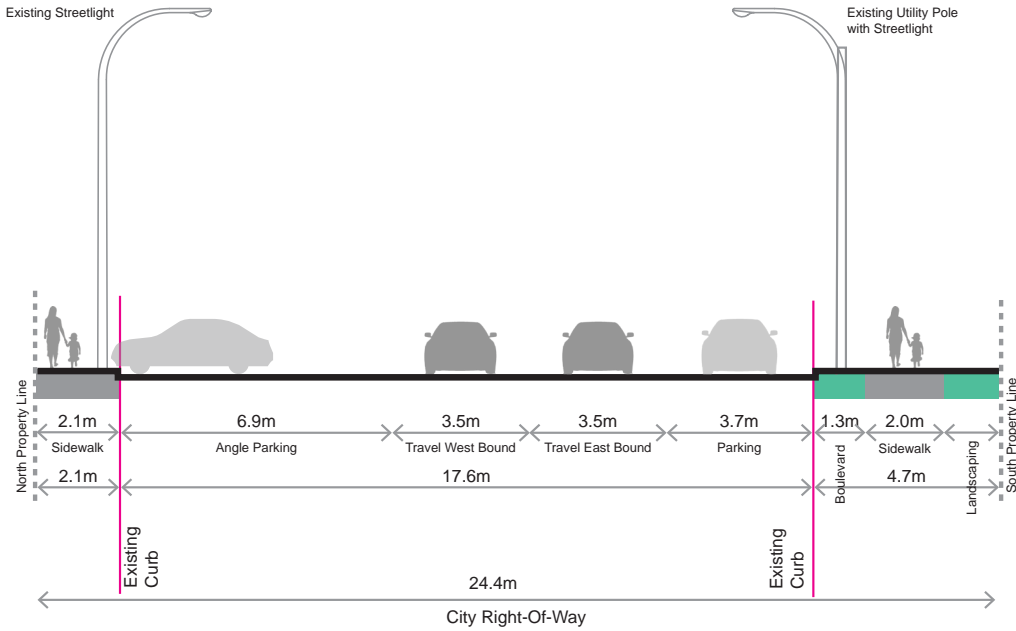 Existing Streetlight
Existing Utility Pole
with Streetlight
North Property Line
South Property Line
2.1m
6.9m
3.5m
3.5m
3.7m
1.3m
2.0m
Sidewalk
Angle Parking
Travel West Bound
Travel East Bound
Parking
Boulevard
Sidewalk
Landscaping
2.1m
17.6m
4.7m
Existing
Curb
Existing
Curb
24.4m
City Right-Of-Way